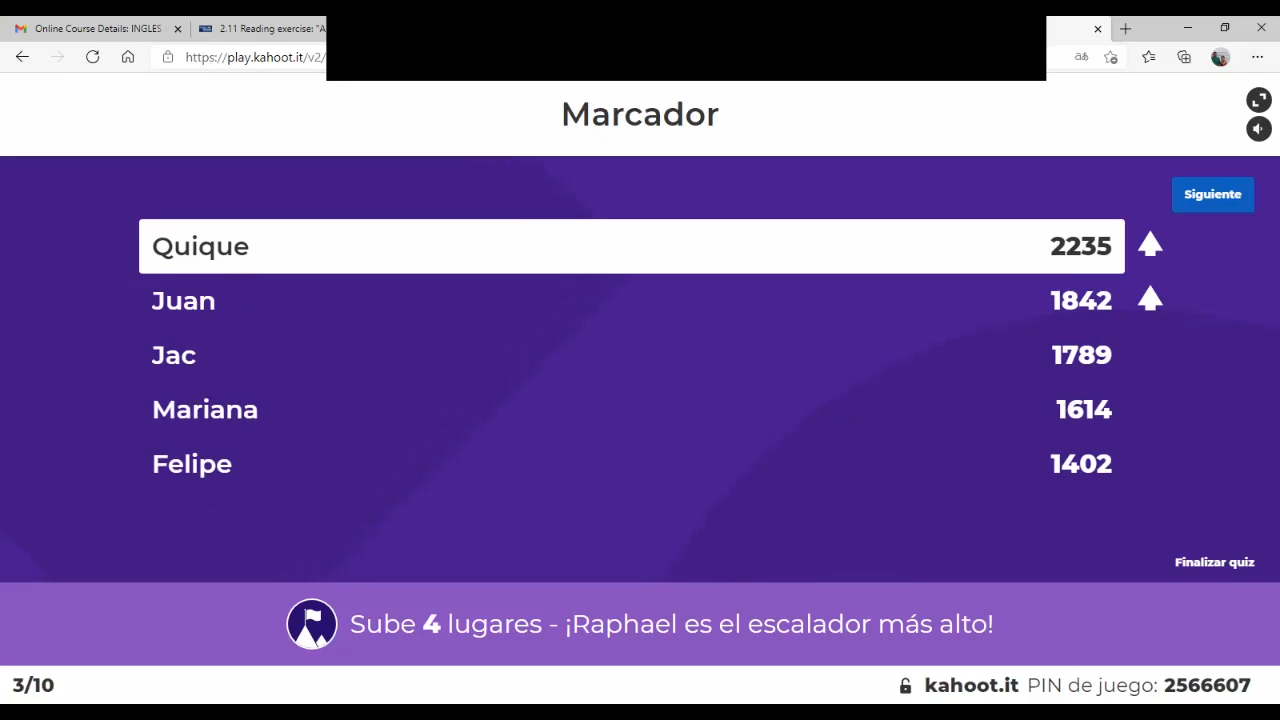 Online Course Details: INGLES
2.11 Reading exercise: "A
https://play.kahoot.it/v2/
Marcador
Siguiente
Quique 2235
Juan 1842
Jac 1789
Mariana 1614
Felipe 1402
Finalizar quiz
Sube 4 lugares - ¡Raphael es el escalador más alto!
3/10
kahoot.it PIN de juego: 2566607